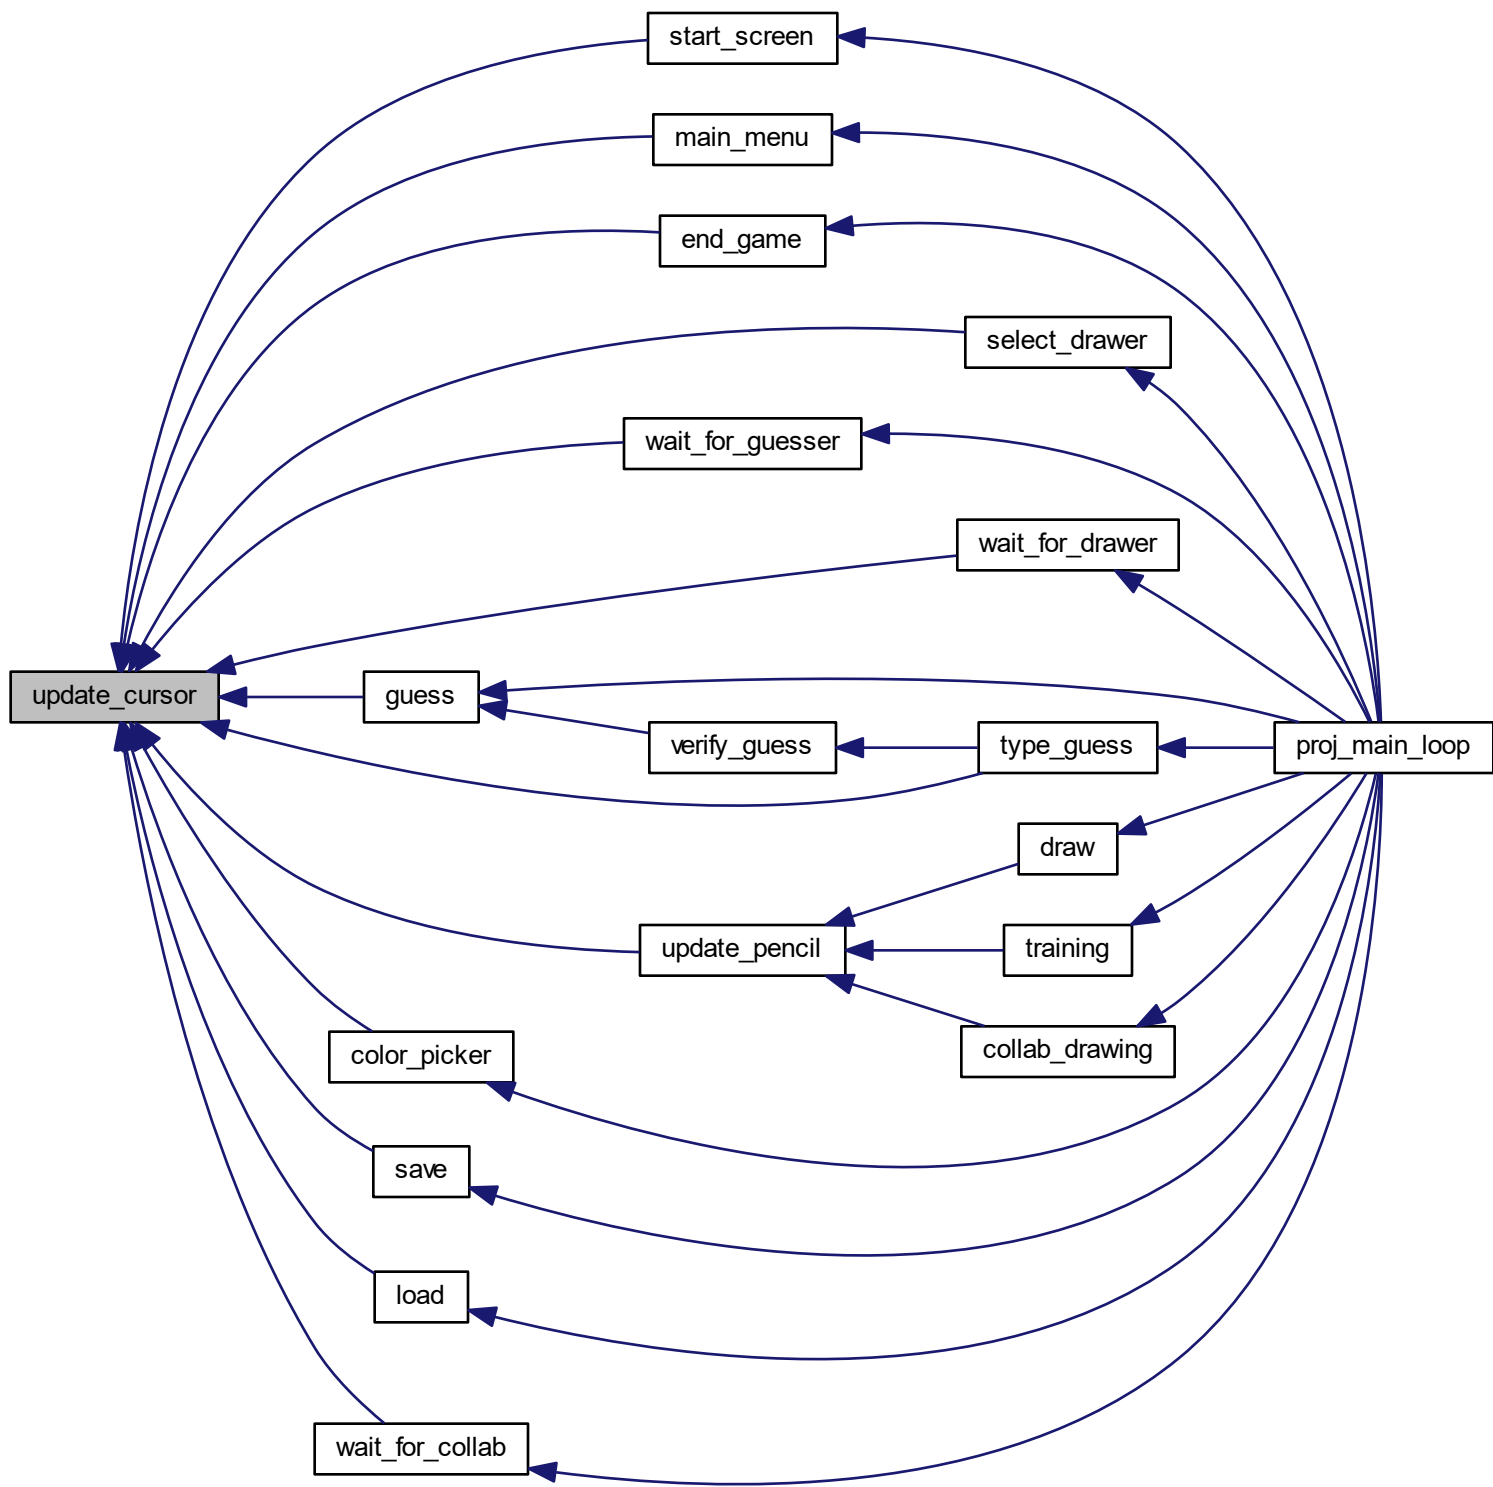 start_screen
main_menu
end_game
select_drawer
wait_for_guesser
wait_for_drawer
update_cursor
guess
verify_guess
type_guess
proj_main_loop
draw
update_pencil
training
color_picker
collab_drawing
save
load
wait_for_collab